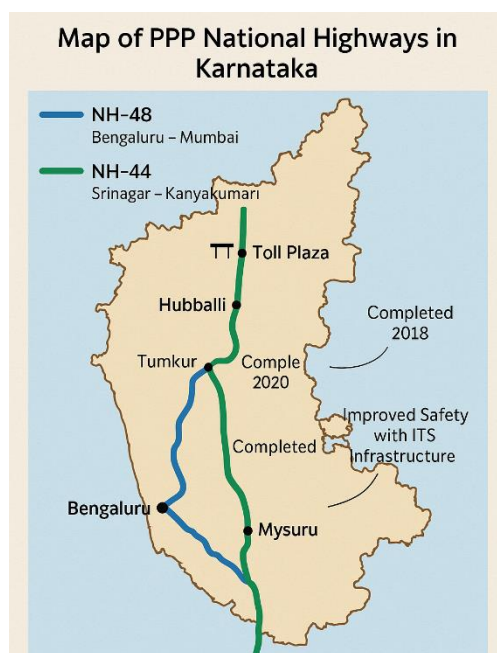 Map of PPP National Highways in
Karnataka
NH-48
Bengaluru – Mumbai
NH-44
Srinagar – Kanyakumari
Toll Plaza
Hubballi
Completed
2018
Tumkur
Comple
2020
Improved Safety
with ITS
Infrastructure
Completed
Bengaluru
Mysuru